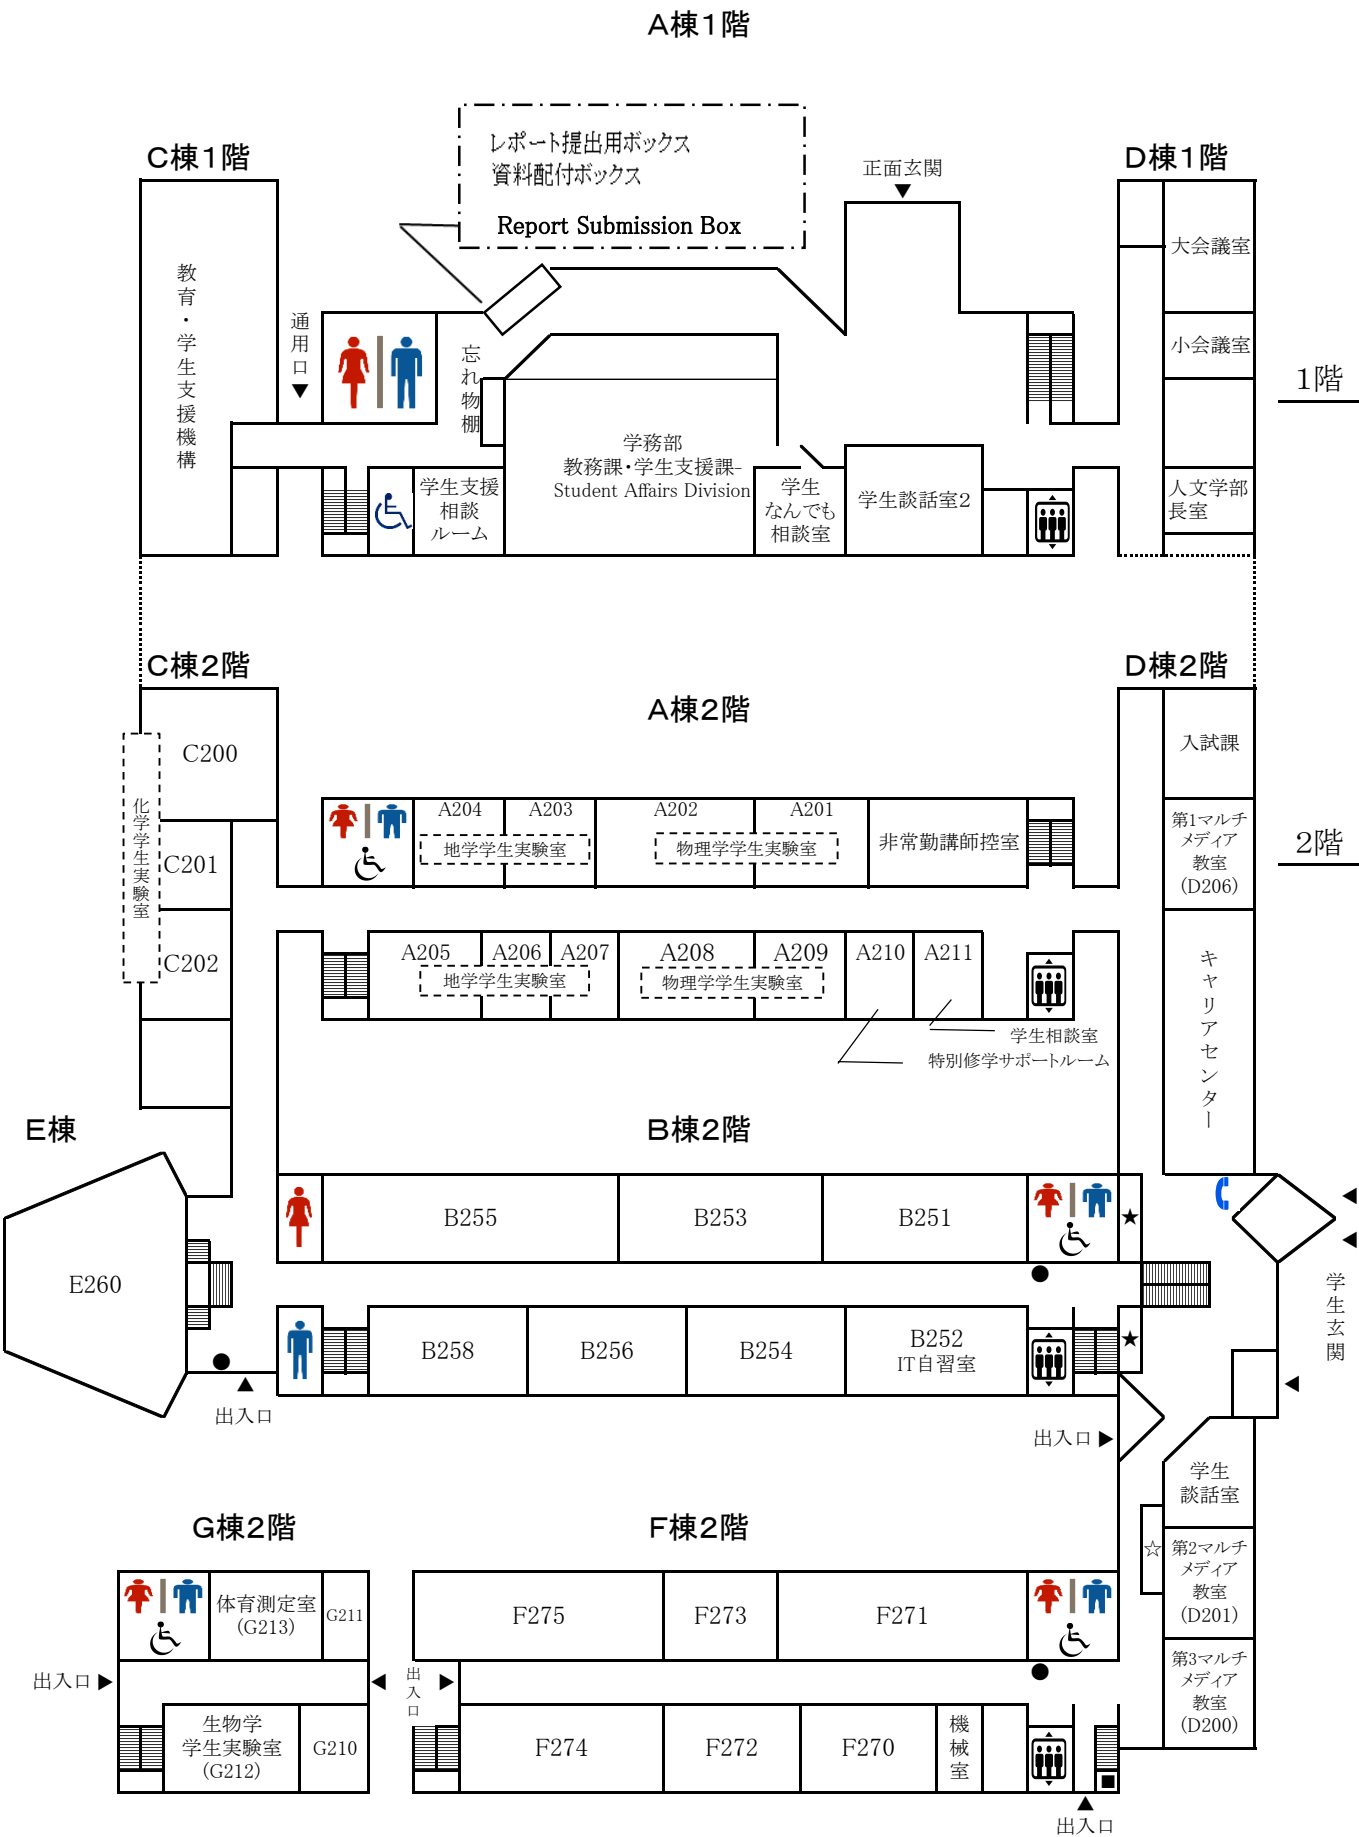 A棟1階
レポート提出用ボックス
資料配付ボックス
Report Submission Box
C棟1階
正面玄関
D棟1階
教育・学生支援機構
通用口
忘れ物棚
学務部
教務課・学生支援課-
Student Affairs Division
学生支援
相談
ルーム
学生
なんでも
相談室
学生談話室2
大会議室
小会議室
人文学部
長室
1階
C棟2階
A棟2階
D棟2階
C200
化学学生実験室
C201
C202
A204
A203
地学学生実験室
A202
A201
物理学学生実験室
非常勤講師控室
入試課
第1マルチ
メディア
教室
(D206)
2階
A205
A206
A207
地学学生実験室
A208
A209
物理学学生実験室
A210
A211
学生相談室
特別修学サポートルーム
キャリアセンター
E棟
B棟2階
E260
B255
B253
B251
★
B258
B256
B254
B252
IT自習室
★
学生玄関
出入口
出入口
学生
談話室
G棟2階
F棟2階
☆
第2マルチ
メディア
教室
(D201)
体育測定室
(G213)
G211
F275
F273
F271
出入口
出入口
第3マルチ
メディア
教室
(D200)
生物学
学生実験室
(G212)
G210
F274
F272
F270
機械室
出入口